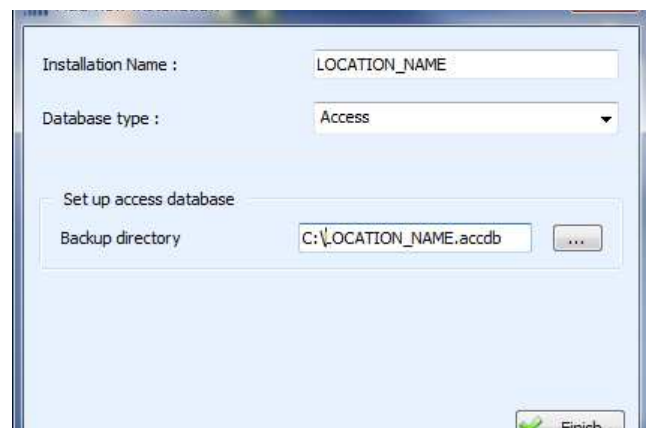 Installation Name :
LOCATION_NAME
Database type :
Access
Set up access database
Backup directory
C:\LOCATION_NAME.accdb
...
Finish